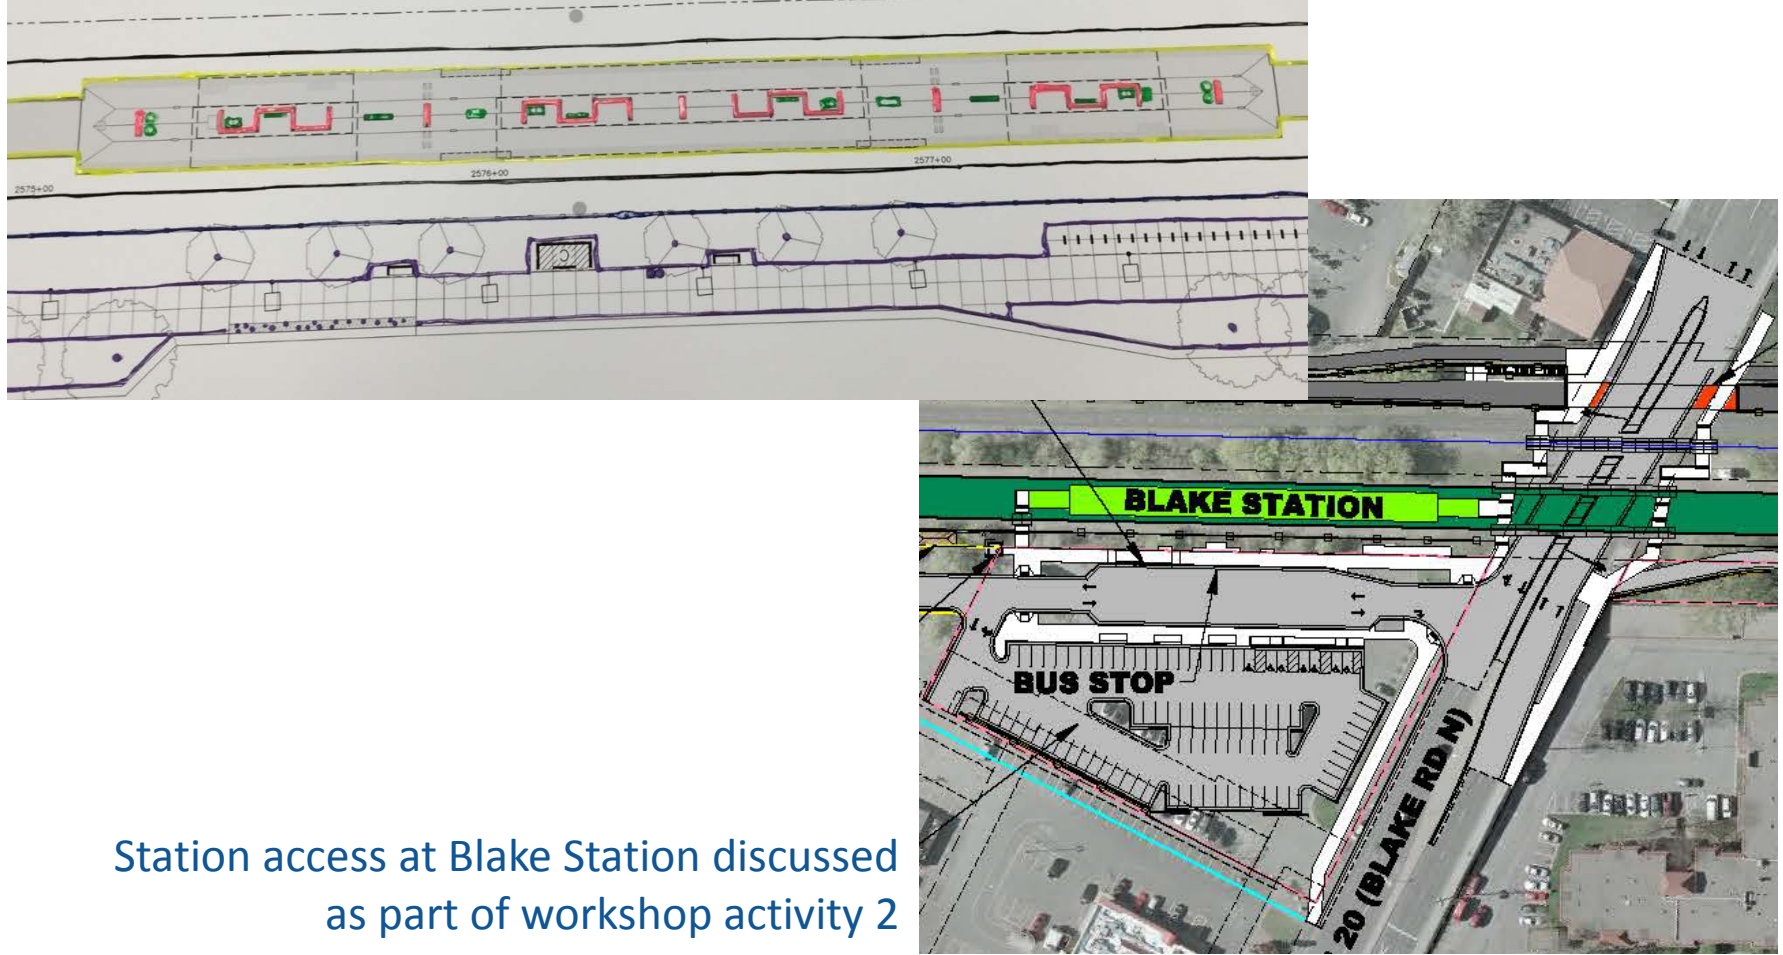 2575+00
2576+00
2577+00
BLAKE STATION
BUS STOP
20 (BLAKE RD N)
Station access at Blake Station discussed
as part of workshop activity 2